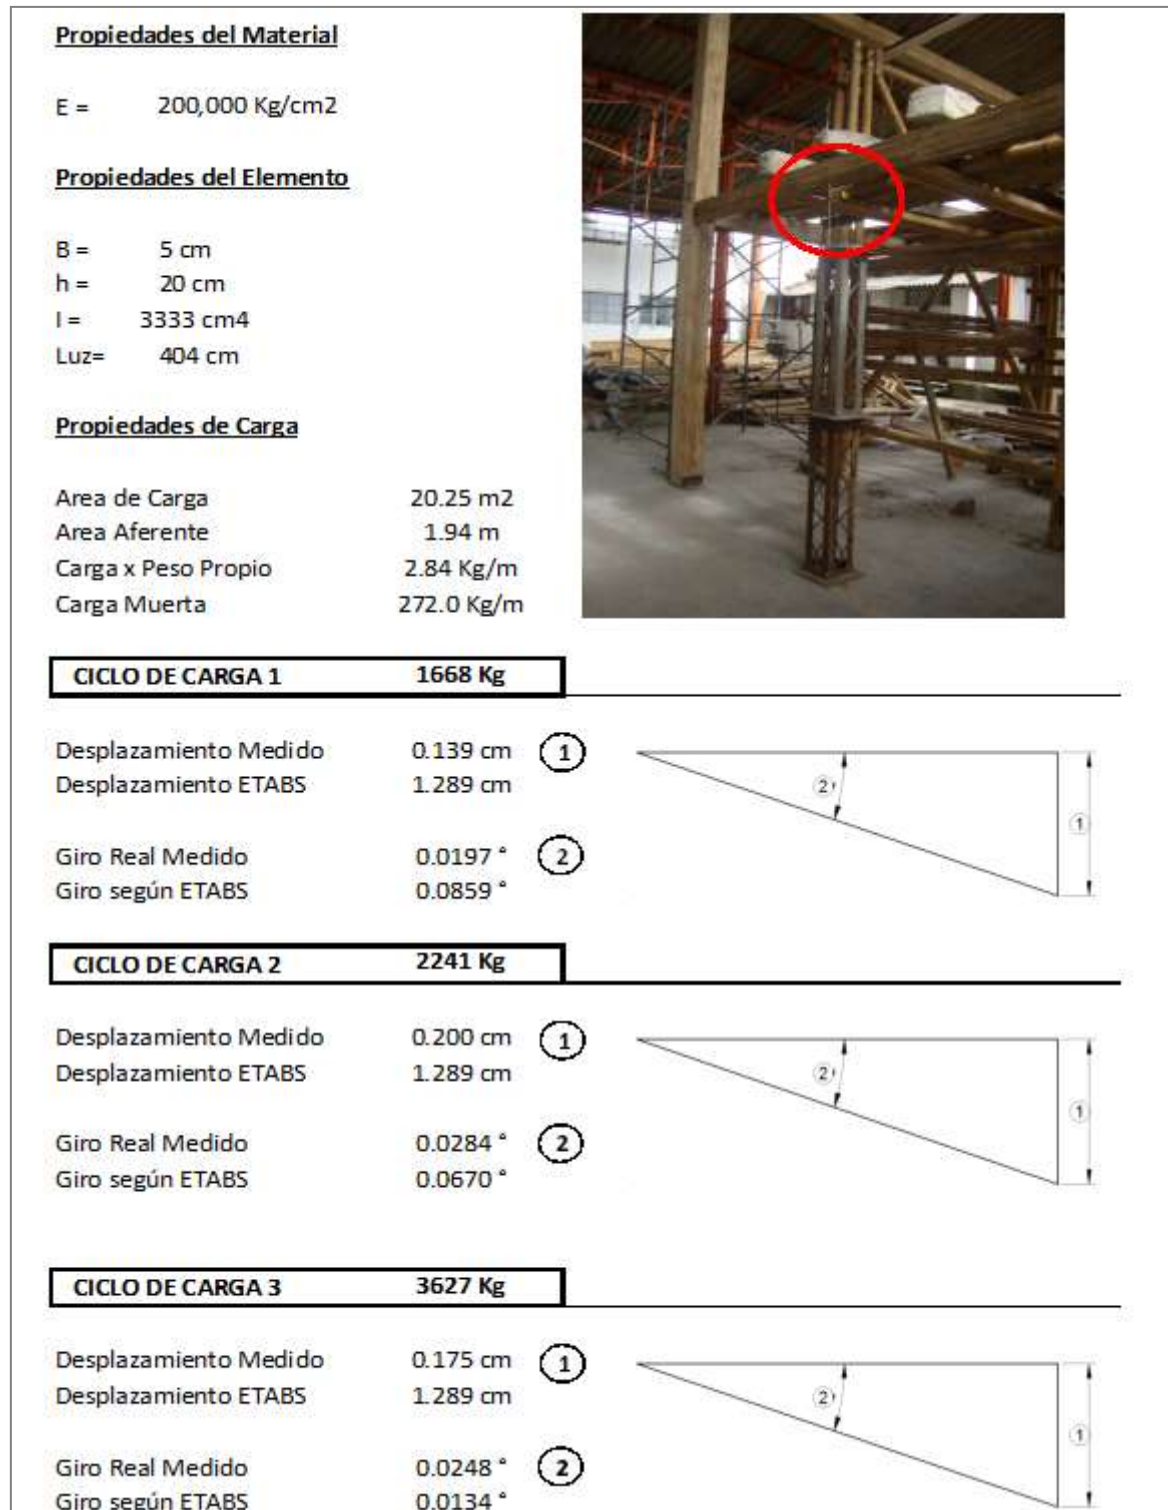 Propiedades del Material
E = 200,000 Kg/cm2
Propiedades del Elemento
B = 5 cm
h = 20 cm
I = 3333 cm4
Luz= 404 cm
Propiedades de Carga
Area de Carga 20.25 m2
Area Aferente 1.94 m
Carga x Peso Propio 2.84 Kg/m
Carga Muerta 272.0 Kg/m
CICLO DE CARGA 1 1668 Kg
Desplazamiento Medido 0.139 cm 1
Desplazamiento ETABS 1.289 cm
2
1
Giro Real Medido 0.0197 ° 2
Giro según ETABS 0.0859 °
CICLO DE CARGA 2 2241 Kg
Desplazamiento Medido 0.200 cm 1
Desplazamiento ETABS 1.289 cm
2
1
Giro Real Medido 0.0284 ° 2
Giro según ETABS 0.0670 °
CICLO DE CARGA 3 3627 Kg
Desplazamiento Medido 0.175 cm 1
Desplazamiento ETABS 1.289 cm
2
1
Giro Real Medido 0.0248 ° 2
Giro según ETABS 0.0134 °